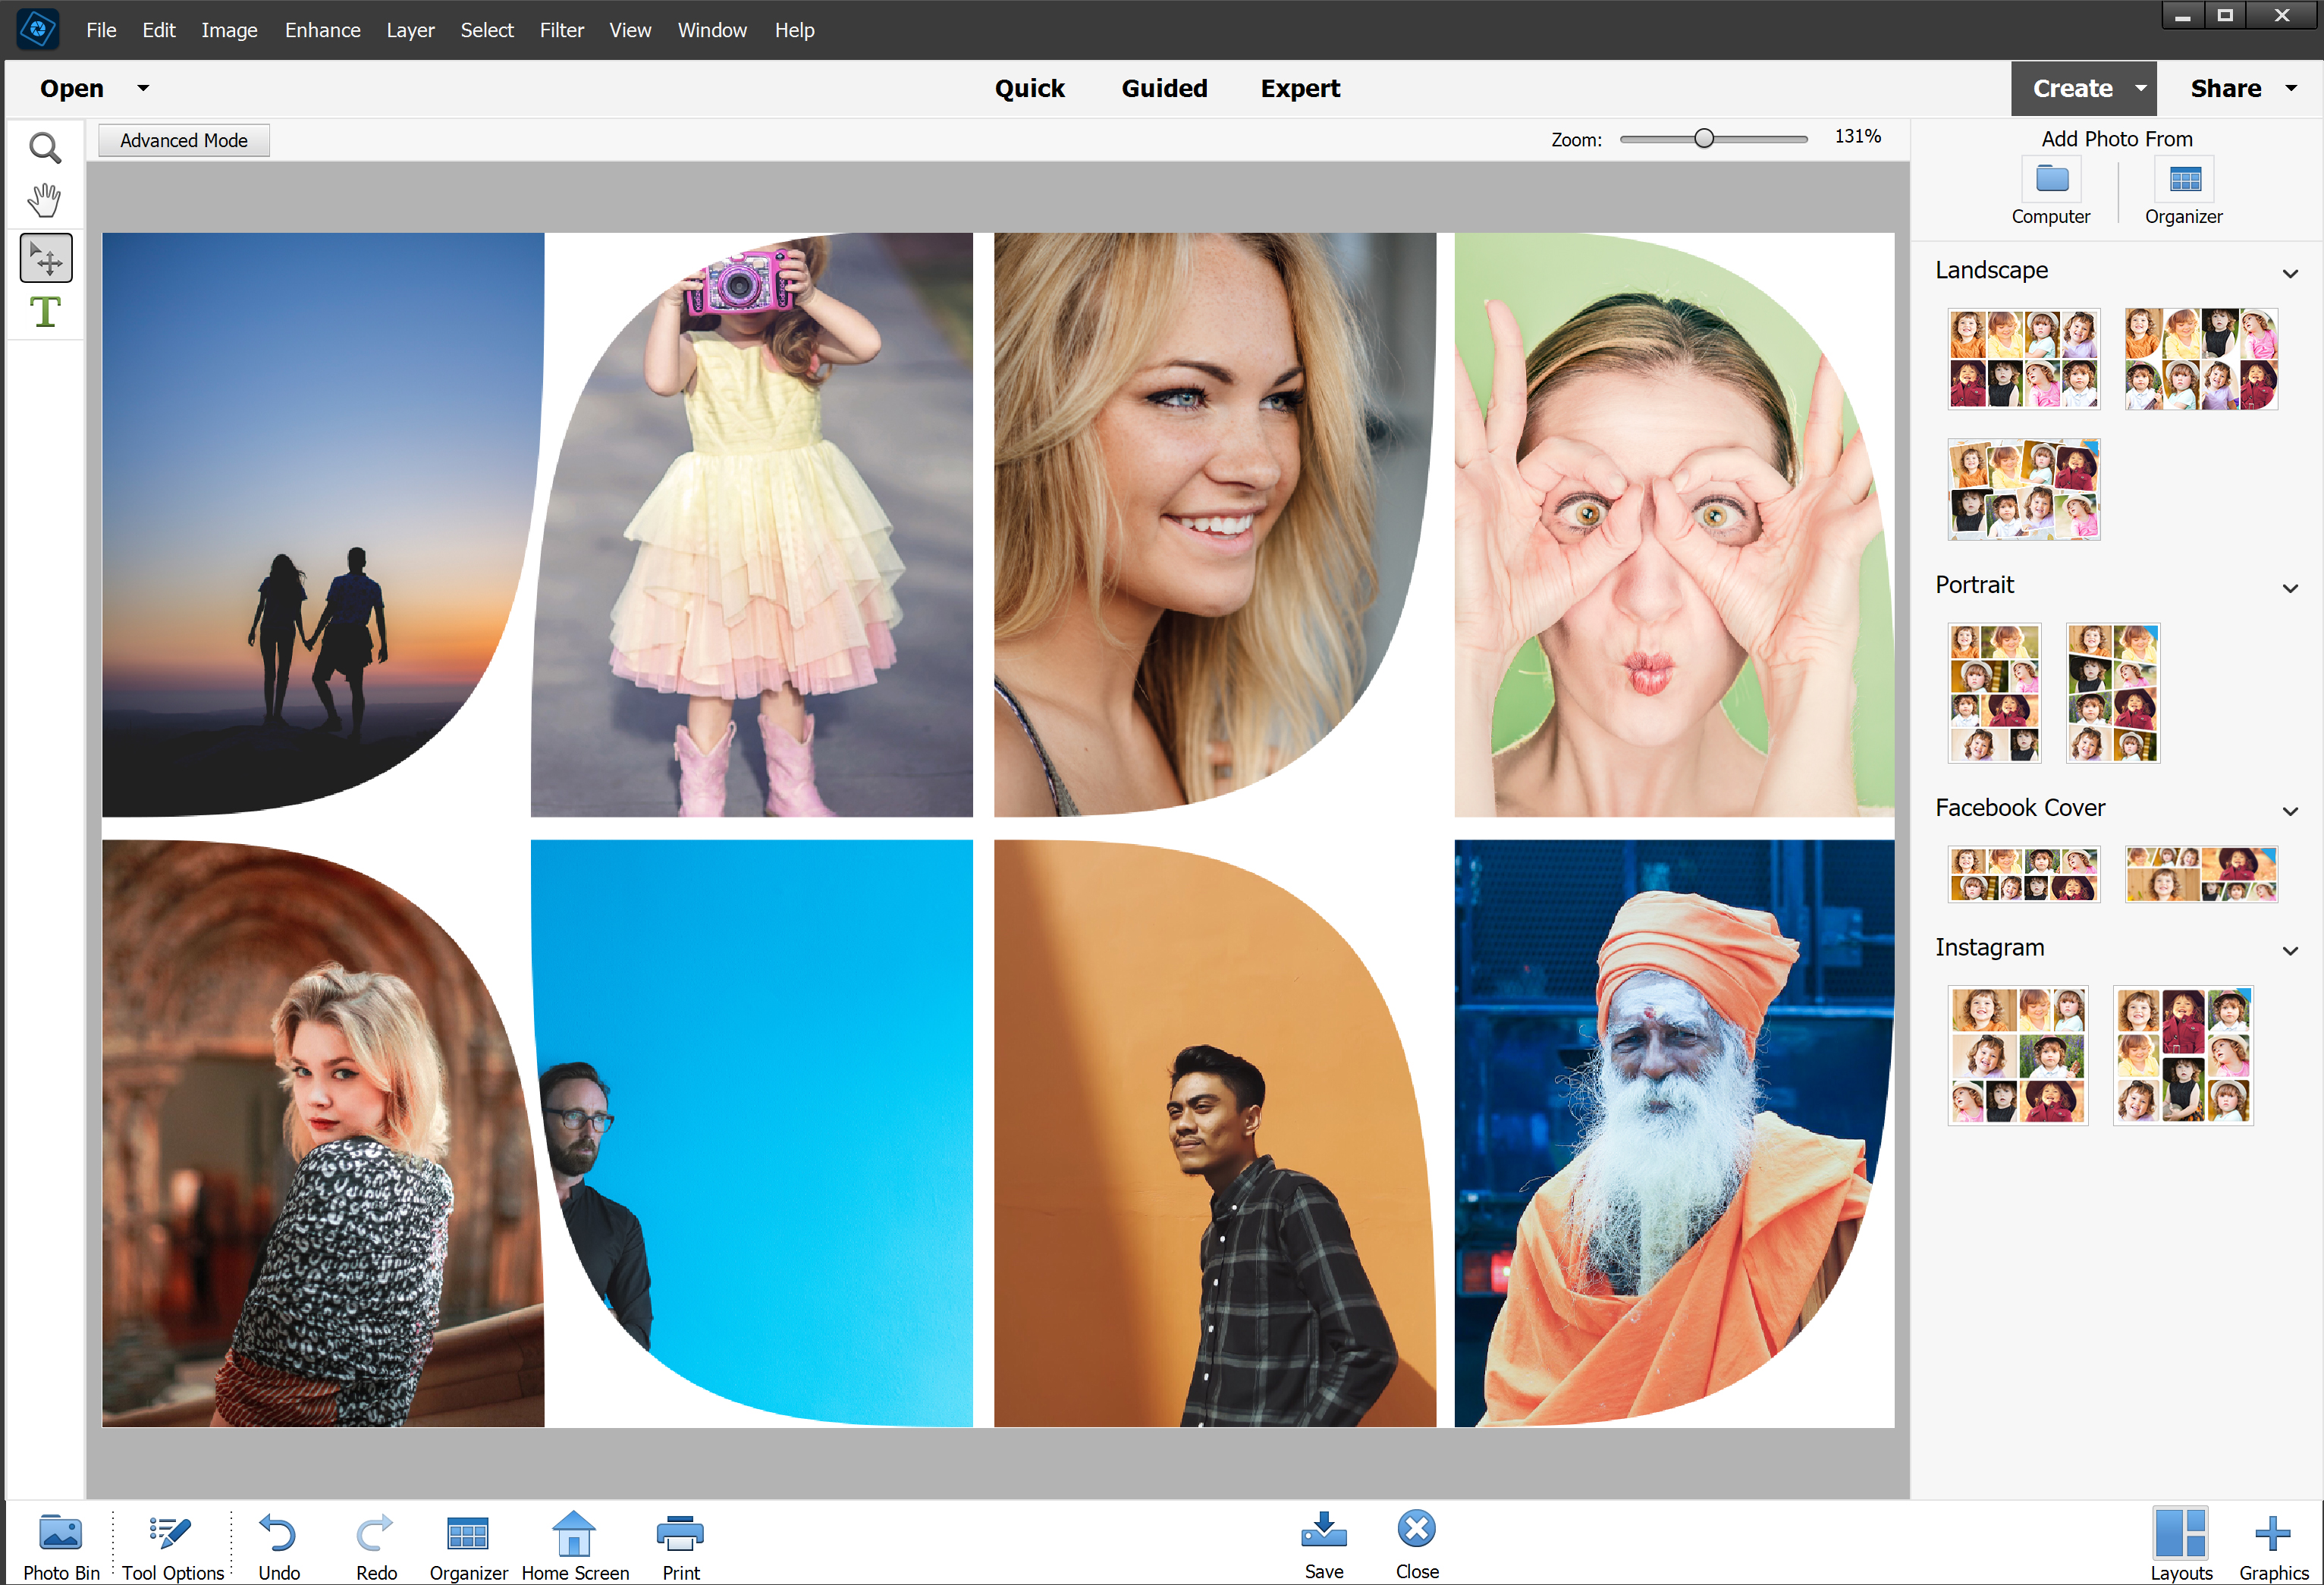 File Edit Image Enhance Layer Select Filter View Window Help
Open Quick Guided Expert Create Share
Advanced Mode Zoom: 131%
Add Photo From
Computer Organizer
Landscape
Portrait
Facebook Cover
Instagram
Photo Bin Tool Options Undo Redo Organizer Home Screen Print Save Close Layouts Graphics